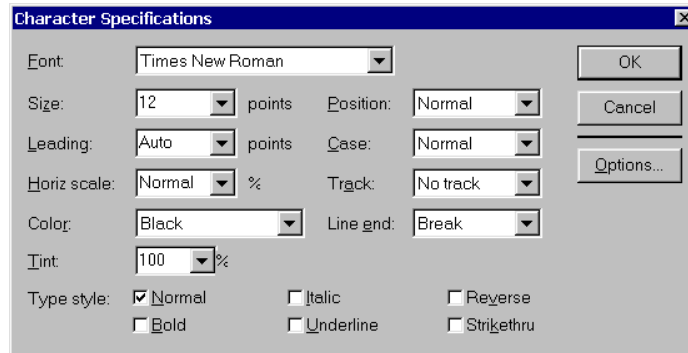 Character Specifications
Font: Times New Roman OK
Size: 12 points Position: Normal Cancel
Leading: Auto points Case: Normal
Horiz scale: Normal % Track: No track Options...
Color: Black Line end: Break
Tint: 100 %
Type style: Normal Italic Reverse
Bold Underline Strikethru